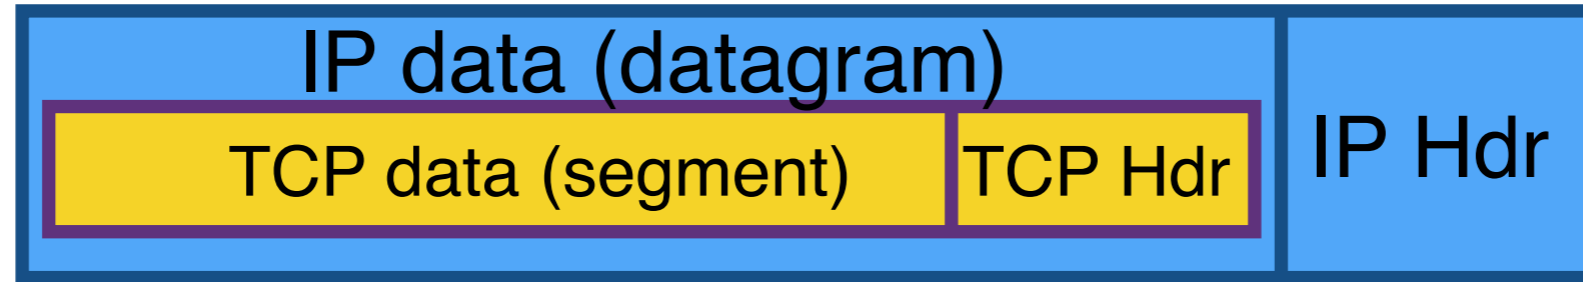 IP data (datagram)
TCP data (segment)
TCP Hdr
IP Hdr